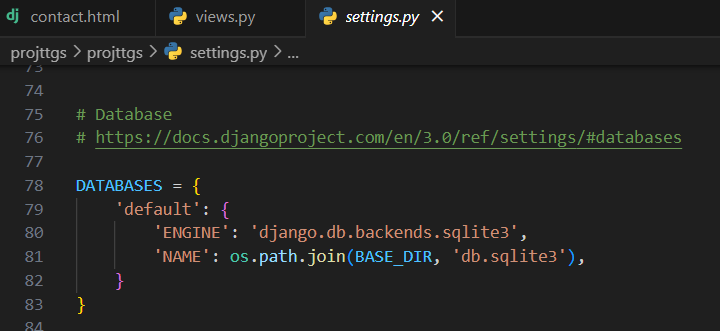 contact.html views.py settings.py
projttgs > projttgs > settings.py > ...
73
74
75 # Database
76 # https://docs.djangoproject.com/en/3.0/ref/settings/#databases
77
78 DATABASES = {
79 'default': {
80 'ENGINE': 'django.db.backends.sqlite3',
81 'NAME': os.path.join(BASE_DIR, 'db.sqlite3'),
82 }
83 }
84